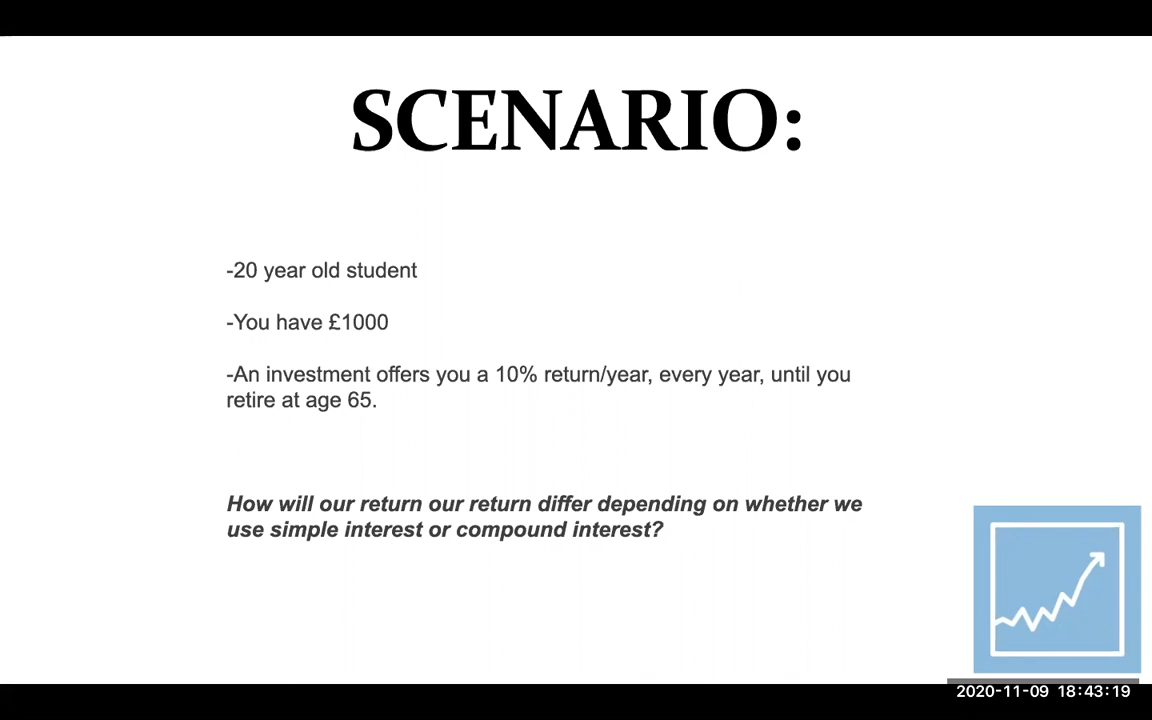 SCENARIO:
-20 year old student
-You have £1000
-An investment offers you a 10% return/year, every year, until you
retire at age 65.
How will our return our return differ depending on whether we
use simple interest or compound interest?
2020-11-09 18:43:19